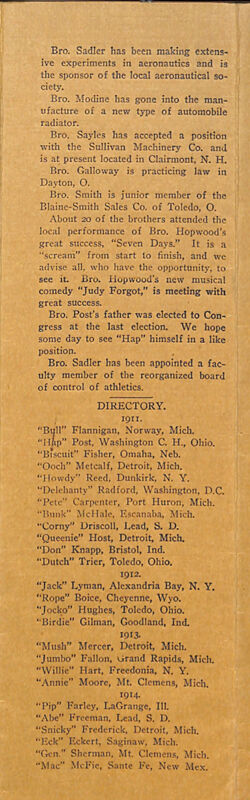 Bro. Sadler has been making extens-
ive experiments in aeronautics and is
the sponsor of the local aeronautical so-
ciety.
Bro. Modine has gone into the man-
ufacture of a new type of automobile
radiator.
Bro. Sayles has accepted a position
with the Sullivan Machinery Co. and
is at present located in Clairmont, N. H.
Bro. Galloway is practicing law in
Dayton, O.
Bro. Smith is junior member of the
Blaine-Smith Sales Co. of Toledo, O.
About 20 of the brothers attended the
local performance of Bro. Hopwood's
great success, "Seven Days." It is a
"scream" from start to finish, and we
advise all, who have the opportunity, to
see it. Bro. Hopwood's new musical
comedy "Judy Forgot," is meeting with
great success.
Bro. Post's father was elected to Con-
gress at the last election. We hope
some day to see "Hap" himself in a like
position.
Bro. Sadler has been appointed a fac-
ulty member of the reorganized board
of control of athletics.
DIRECTORY.
1911.
"Bull" Flannigan, Norway, Mich.
"Hap" Post, Washington C. H., Ohio.
"Biscuit" Fisher, Omaha, Neb.
"Ooch" Metcalf, Detroit, Mich.
"Howdy" Reed, Dunkirk, N. Y.
"Delehanty" Radford, Washington, D.C.
"Pete" Carpenter, Port Huron, Mich.
"Bunk" McHale, Escanaba, Mich.
"Corny" Driscoll, Lead, S. D.
"Queenie" Host, Detroit, Mich.
"Don" Knapp, Bristol, Ind.
"Dutch" Trier, Toledo, Ohio.
1912.
"Jack" Lyman, Alexandria Bay, N. Y.
"Rope" Boice, Cheyenne, Wyo.
"Jocko" Hughes, Toledo, Ohio.
"Birdie" Gilman, Goodland, Ind.
1913.
"Mush" Mercer, Detroit, Mich.
"Jumbo" Fallon, Grand Rapids, Mich.
"Willie" Hart, Freedonia, N. Y.
"Annie" Moore, Mt. Clemens, Mich.
1914.
"Pip" Farley, LaGrange, Ill.
"Abe" Freeman, Lead, S. D.
"Snicky" Frederick, Detroit, Mich.
"Eck" Eckert, Saginaw, Mich.
"Gen." Sherman, Mt. Clemens, Mich.
"Mac" McFie, Sante Fe, New Mex.